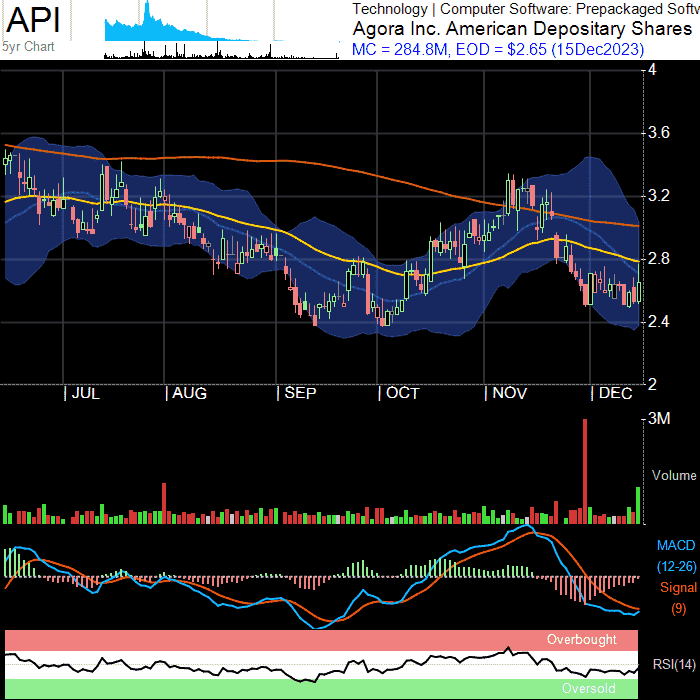 API
5yr Chart
Technology | Computer Software: Prepackaged Softw
Agora Inc. American Depositary Shares
MC = 284.8M, EOD = $2.65 (15Dec2023)
4
3.6
3.2
2.8
2.4
2
| JUL | AUG | SEP | OCT | NOV | DEC
3M
Volume
MACD
(12-26)
Signal
(9)
Overbought
RSI(14)
Oversold